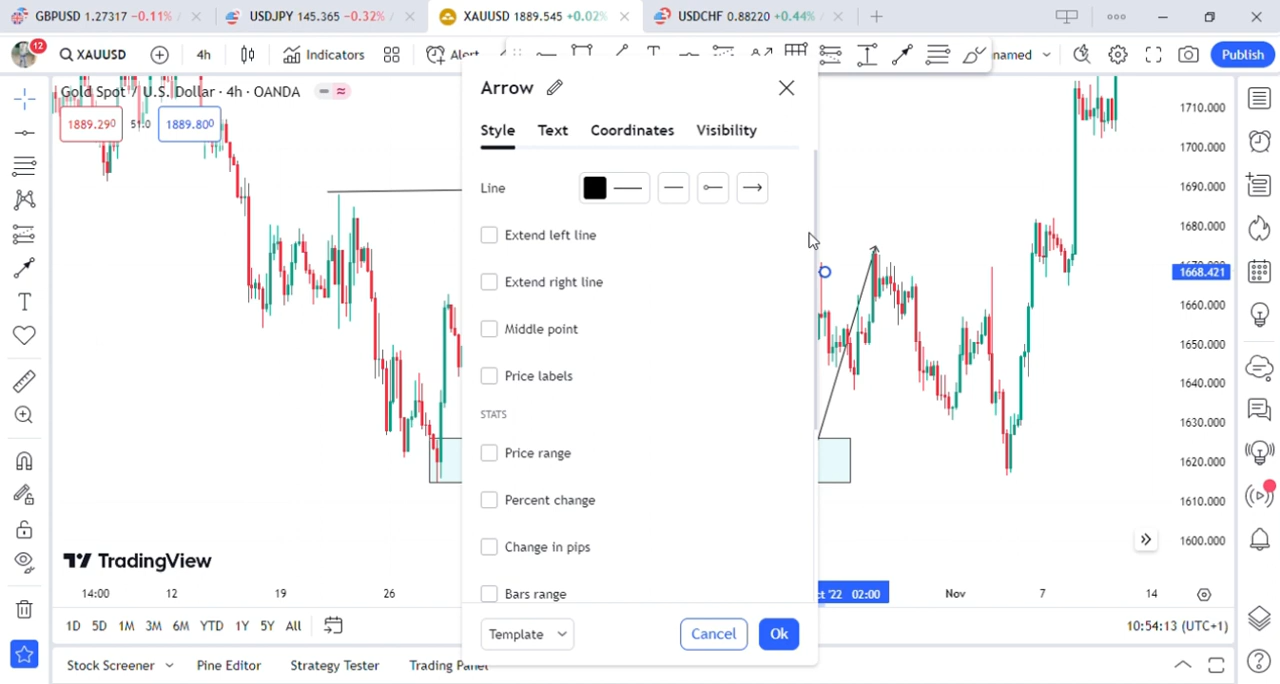 GBPUSD 1.27317 −0.11% /
USDJPY 145.365 −0.32% /
XAUUSD 1889.545 +0.02%
USDCHF 0.88220 +0.44% /
12
XAUUSD
4h
Indicators
Alert
named
Publish
Gold Spot / U.S. Dollar · 4h · OANDA
1889.290
51.0
1889.800
Arrow
Style
Text
Coordinates
Visibility
Line
Extend left line
Extend right line
Middle point
Price labels
STATS
Price range
Percent change
Change in pips
Bars range
Template
Cancel
Ok
1710.000
1700.000
1690.000
1680.000
1668.421
1660.000
1650.000
1640.000
1630.000
1620.000
1610.000
1600.000
TradingView
14:00
12
19
26
ct '22 02:00
Nov
7
14
1D
5D
1M
3M
6M
YTD
1Y
5Y
All
10:54:13 (UTC+1)
Stock Screener
Pine Editor
Strategy Tester
Trading Panel